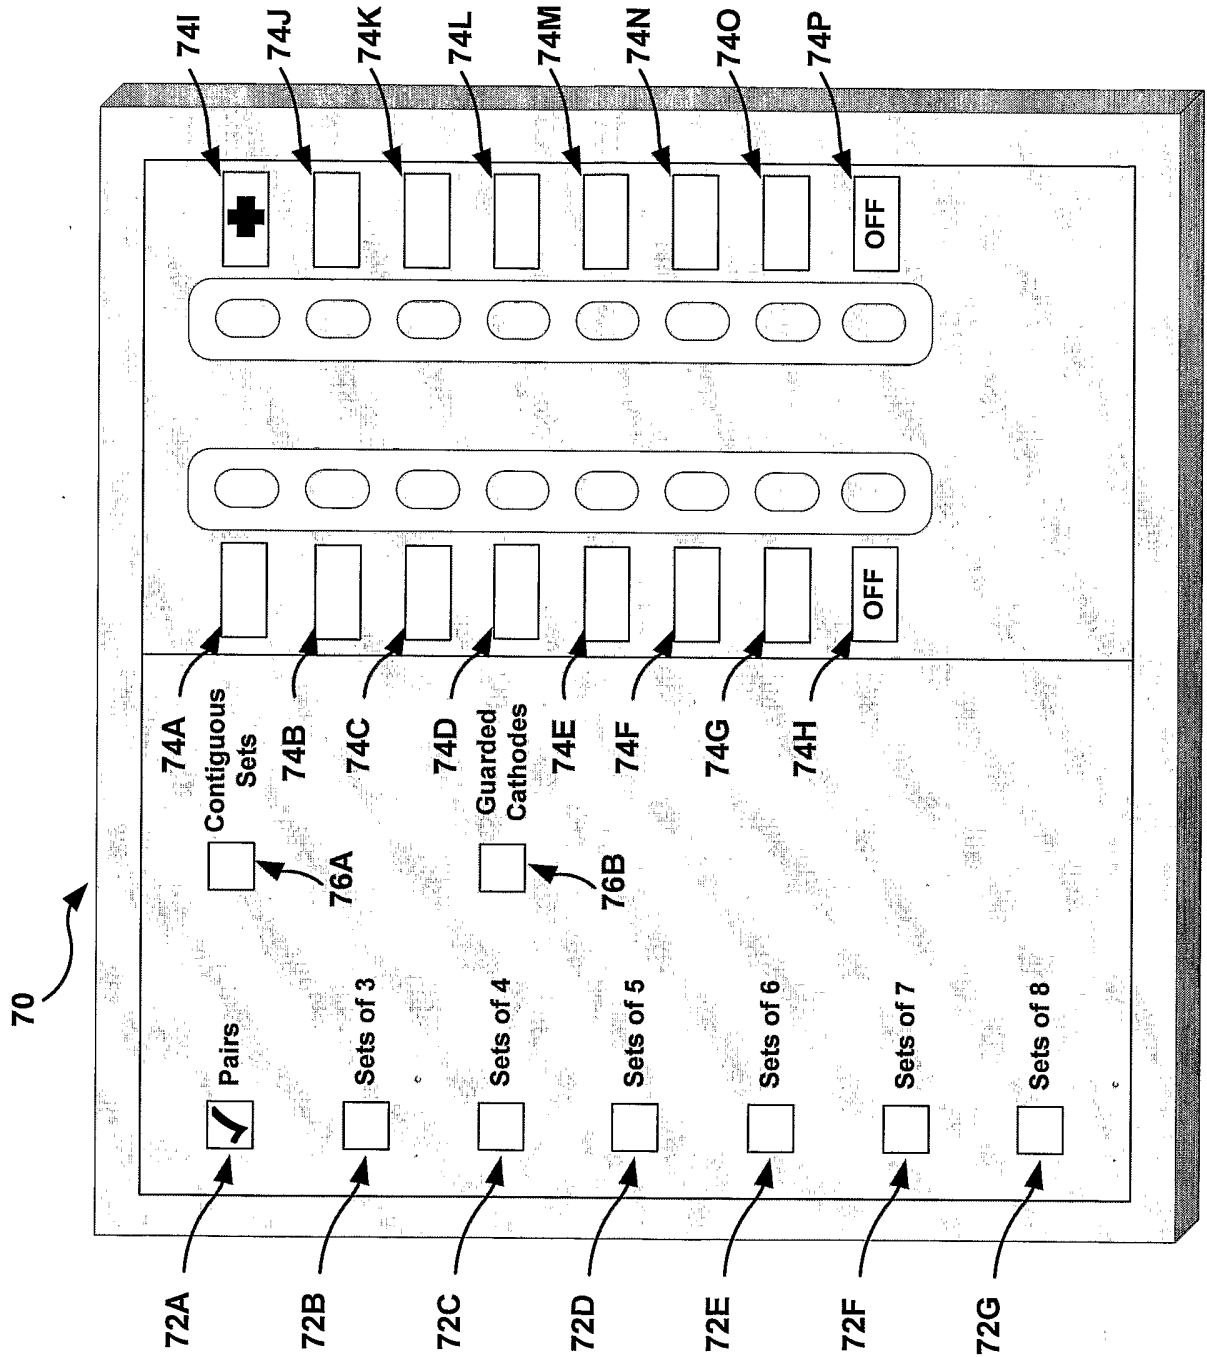 70
72A
Pairs
72B
Sets of 3
72C
Sets of 4
72D
Sets of 5
72E
Sets of 6
72F
Sets of 7
72G
Sets of 8
Contiguous
Sets
76A
Guarded
Cathodes
76B
74A
74B
74C
74D
74E
74F
74G
74H
OFF
74I
74J
74K
74L
74M
74N
74O
74P
OFF